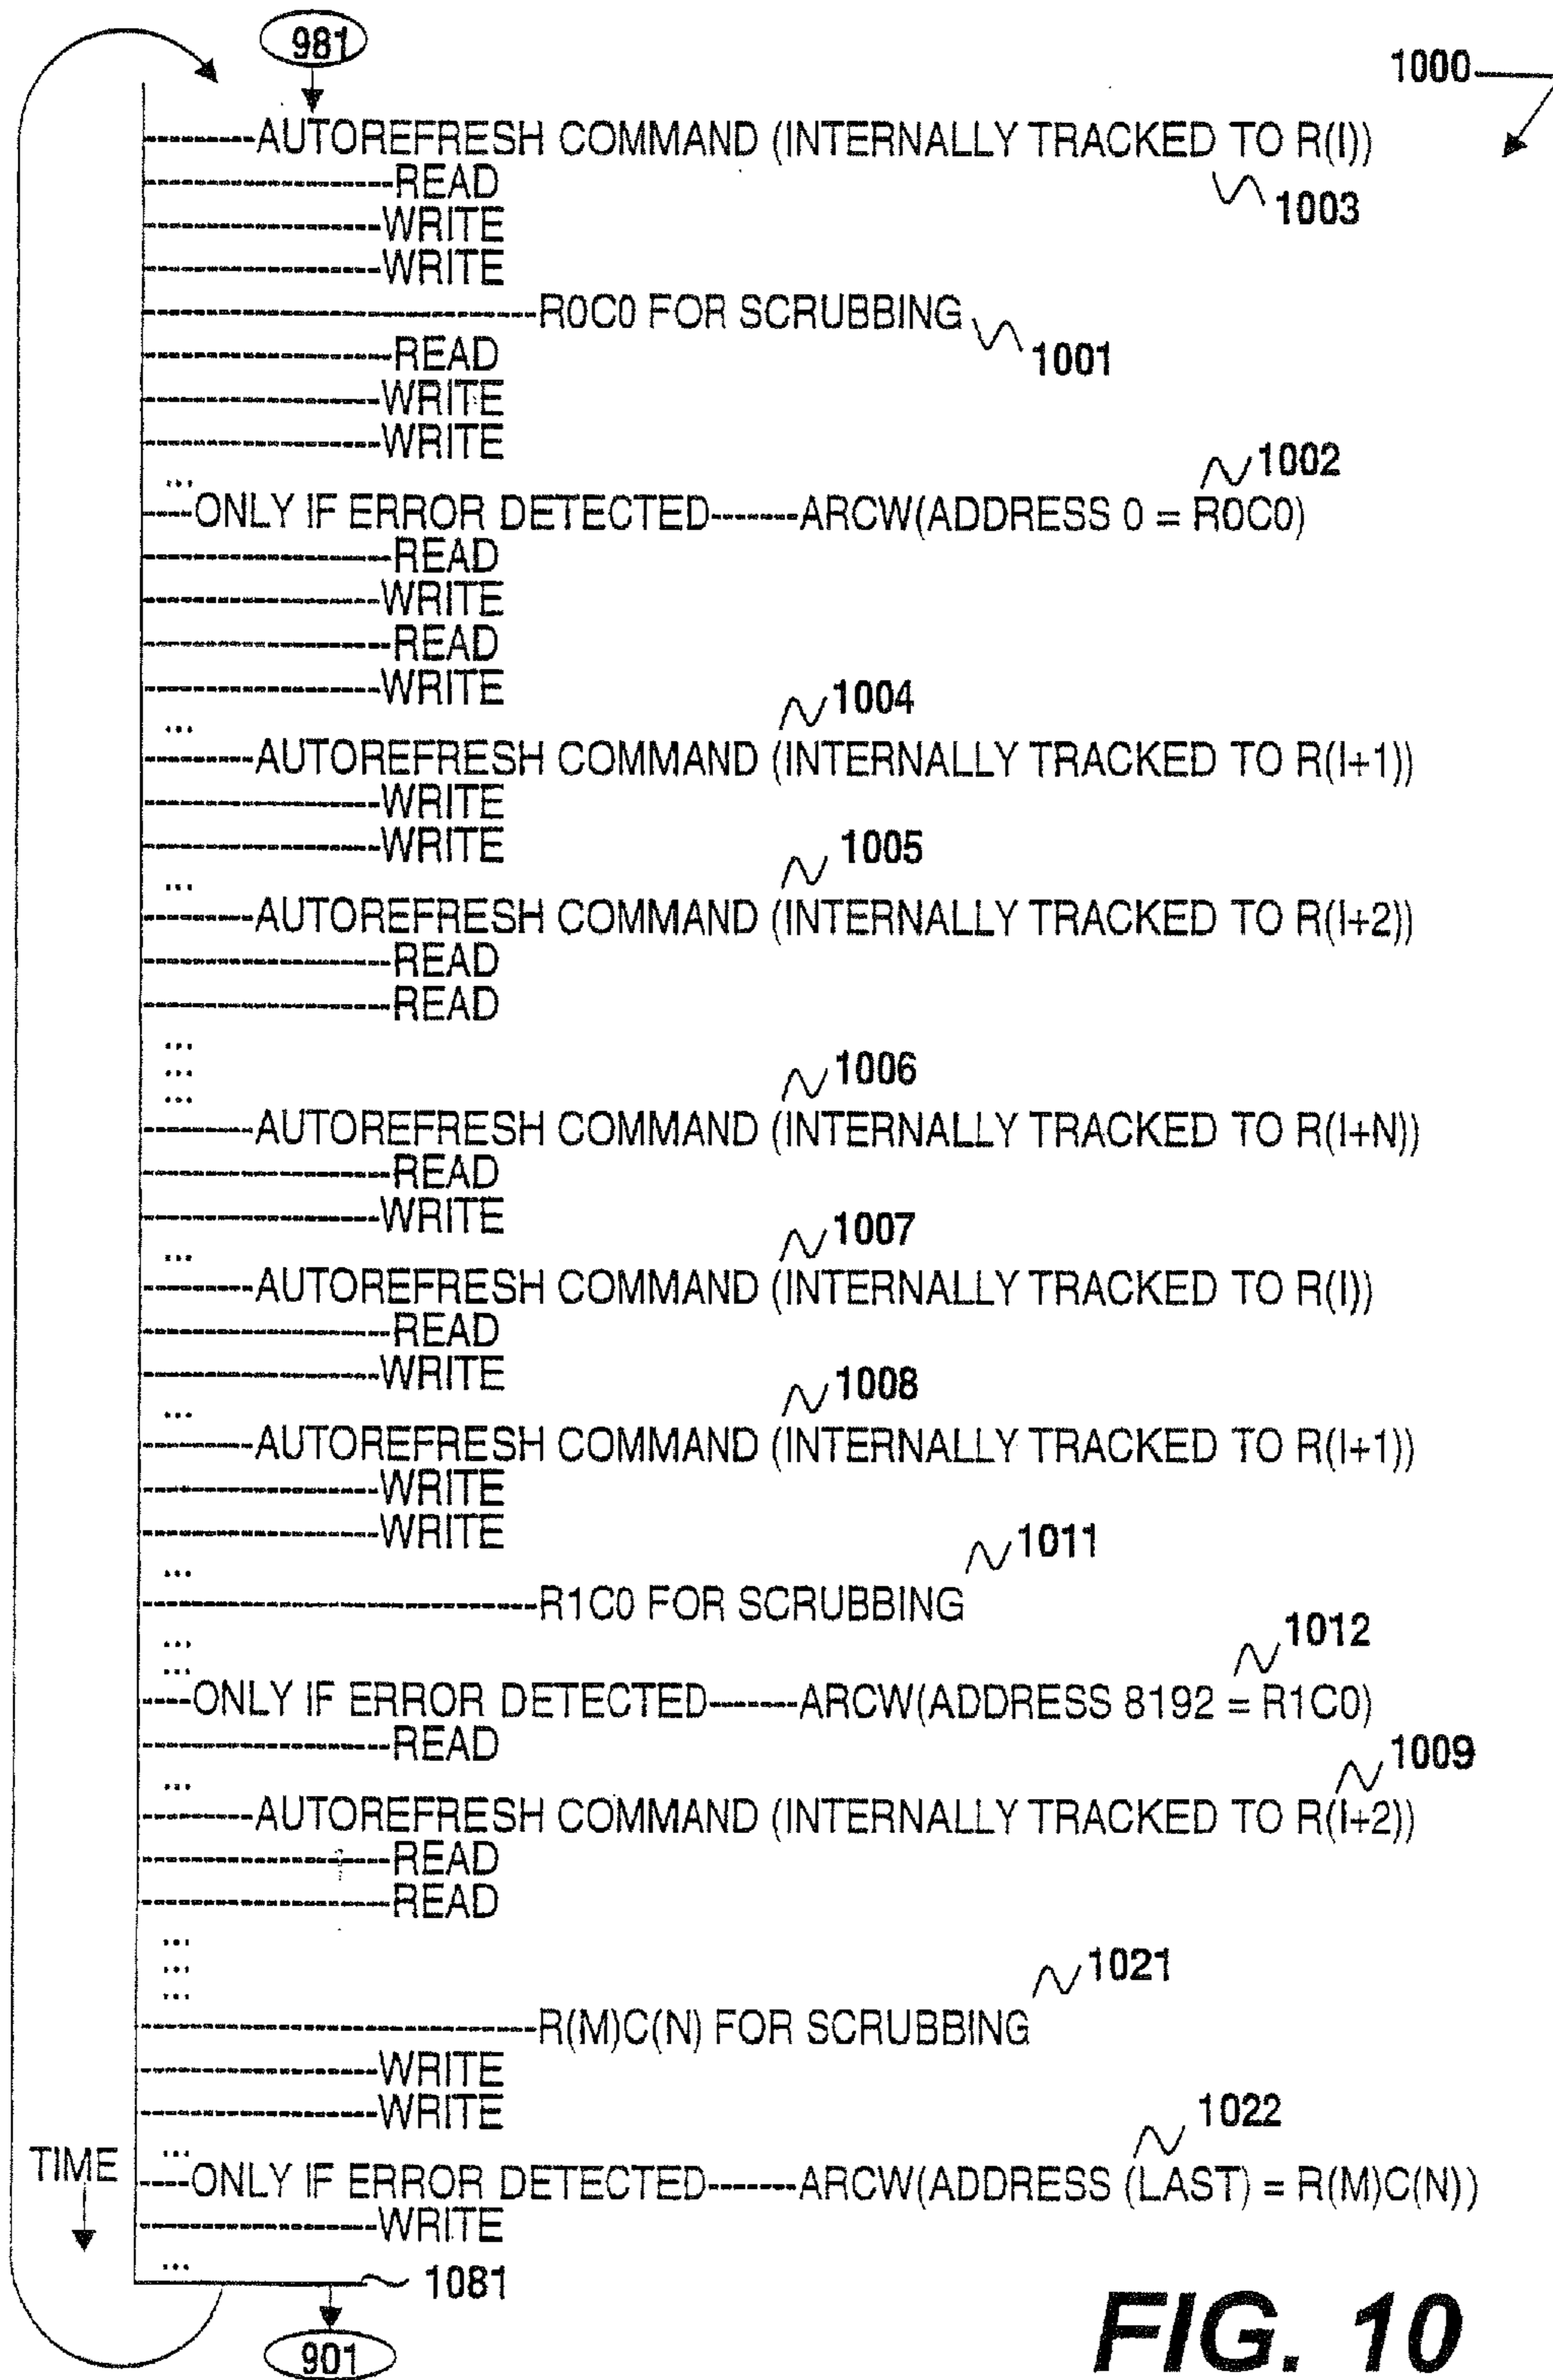 981
1000
-------AUTOREFRESH COMMAND (INTERNALLY TRACKED TO R(I))
1003
----------------READ
---------------WRITE
---------------WRITE
-------------------------R0C0 FOR SCRUBBING
1001
----------------READ
---------------WRITE
---------------WRITE
1002
...
---ONLY IF ERROR DETECTED-------ARCW(ADDRESS 0 = R0C0)
----------------READ
---------------WRITE
----------------READ
---------------WRITE
1004
...
-------AUTOREFRESH COMMAND (INTERNALLY TRACKED TO R(I+1))
---------------WRITE
---------------WRITE
1005
...
-------AUTOREFRESH COMMAND (INTERNALLY TRACKED TO R(I+2))
----------------READ
----------------READ
...
...
1006
...
-------AUTOREFRESH COMMAND (INTERNALLY TRACKED TO R(I+N))
----------------READ
---------------WRITE
1007
...
-------AUTOREFRESH COMMAND (INTERNALLY TRACKED TO R(I))
----------------READ
---------------WRITE
1008
...
-------AUTOREFRESH COMMAND (INTERNALLY TRACKED TO R(I+1))
---------------WRITE
---------------WRITE
1011
...
-------------------------R1C0 FOR SCRUBBING
...
1012
...
---ONLY IF ERROR DETECTED-------ARCW(ADDRESS 8192 = R1C0)
----------------READ
1009
...
-------AUTOREFRESH COMMAND (INTERNALLY TRACKED TO R(I+2))
----------------READ
----------------READ
...
...
1021
...
-------------------------R(M)C(N) FOR SCRUBBING
---------------WRITE
---------------WRITE
1022
...
TIME
---ONLY IF ERROR DETECTED-------ARCW(ADDRESS (LAST) = R(M)C(N))
---------------WRITE
...
1081
901
FIG. 10